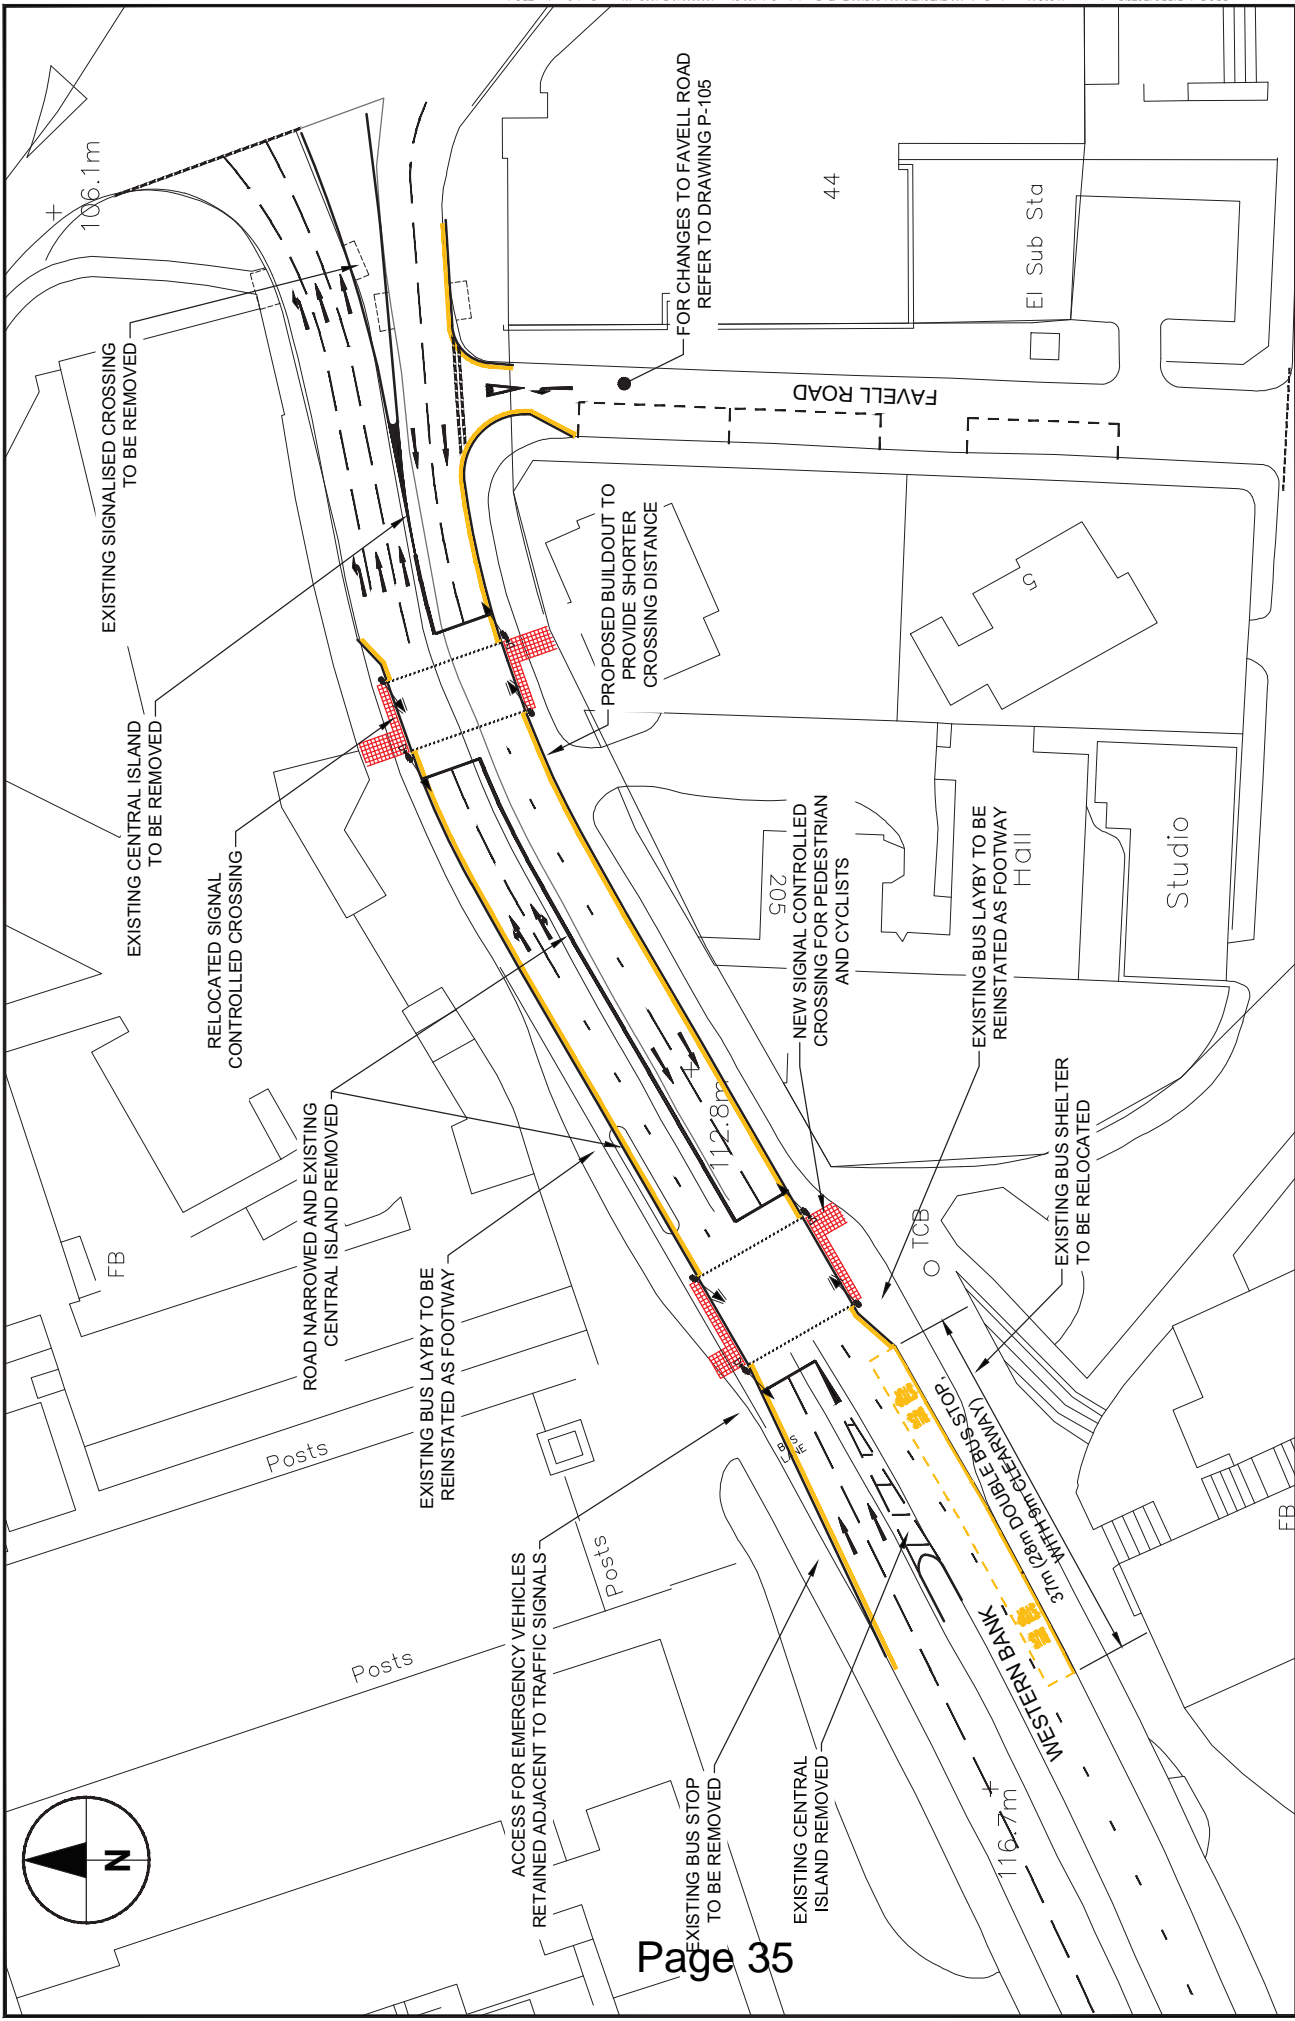 106.1m
EXISTING SIGNALISED CROSSING
TO BE REMOVED
EXISTING CENTRAL ISLAND
TO BE REMOVED
RELOCATED SIGNAL
CONTROLLED CROSSING
ROAD NARROWED AND EXISTING
CENTRAL ISLAND REMOVED
EXISTING BUS LAYBY TO BE
REINSTATED AS FOOTWAY
ACCESS FOR EMERGENCY VEHICLES
RETAINED ADJACENT TO TRAFFIC SIGNALS
EXISTING BUS STOP
TO BE REMOVED
EXISTING CENTRAL
ISLAND REMOVED
FOR CHANGES TO FAVELL ROAD
REFER TO DRAWING P-105
44
El Sub Sta
FAVELL ROAD
PROPOSED BUILDOUT TO
PROVIDE SHORTER
CROSSING DISTANCE
5
NEW SIGNAL CONTROLLED
CROSSING FOR PEDESTRIAN
AND CYCLISTS
205
EXISTING BUS LAYBY TO BE
REINSTATED AS FOOTWAY
Hall
Studio
EXISTING BUS SHELTER
TO BE RELOCATED
TCB
112.8m
37m (28m DOUBLE BUS STOP,
WITH 9m CLEARWAY)
BUS
STOP
BUS
STOP
BUS
LANE
WESTERN BANK
116.7m
FB
FB
Posts
Posts
Posts
N
Page 35